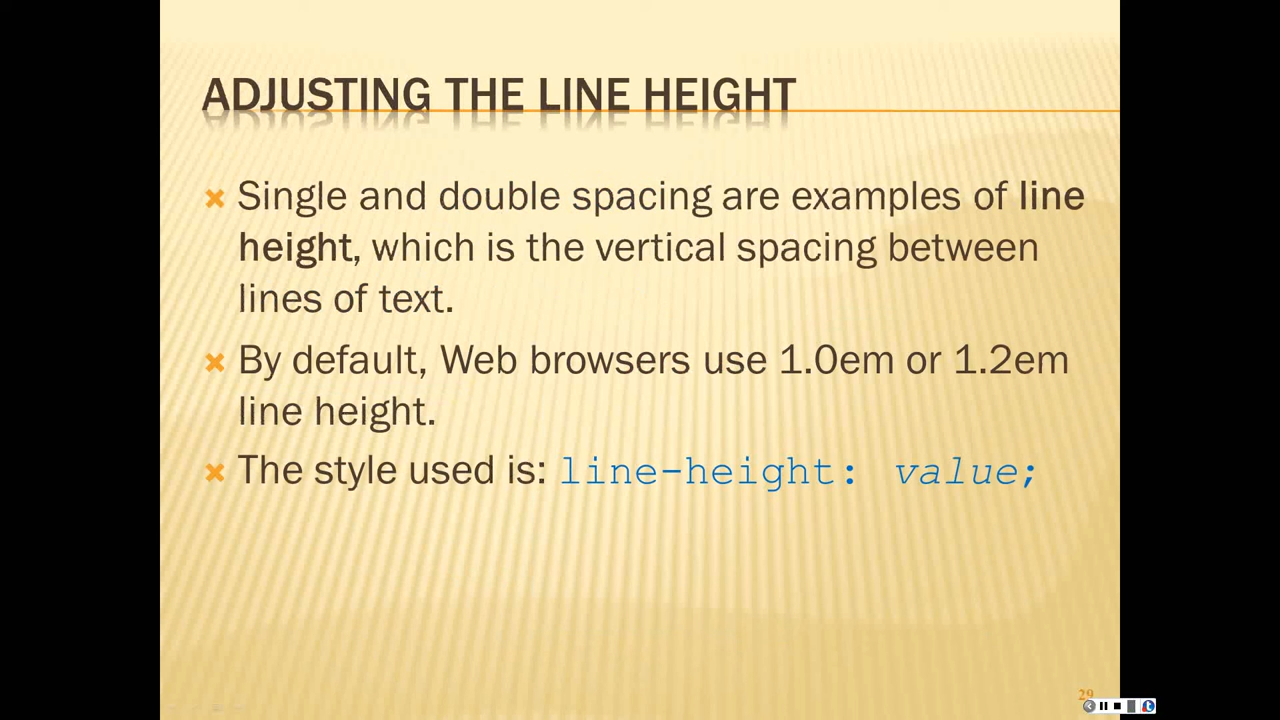 ADJUSTING THE LINE HEIGHT
Single and double spacing are examples of line
height, which is the vertical spacing between
lines of text.
By default, Web browsers use 1.0em or 1.2em
line height.
The style used is: line-height: value;
29